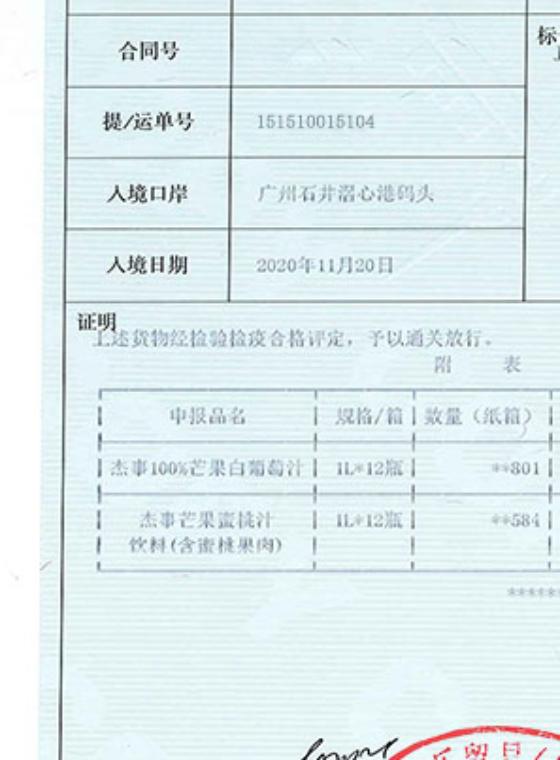 合同号
标
提/运单号 151510015104
入境口岸 广州石井滘心港码头
入境日期 2020年11月20日
证明
上述货物经检验检疫合格评定，予以通关放行。
附 表
申报品名 规格/箱 数量（纸箱）
杰事100%芒果白葡萄汁 1L*12瓶 **801
杰事芒果蜜桃汁 1L*12瓶 **584
饮料(含蜜桃果肉)
******